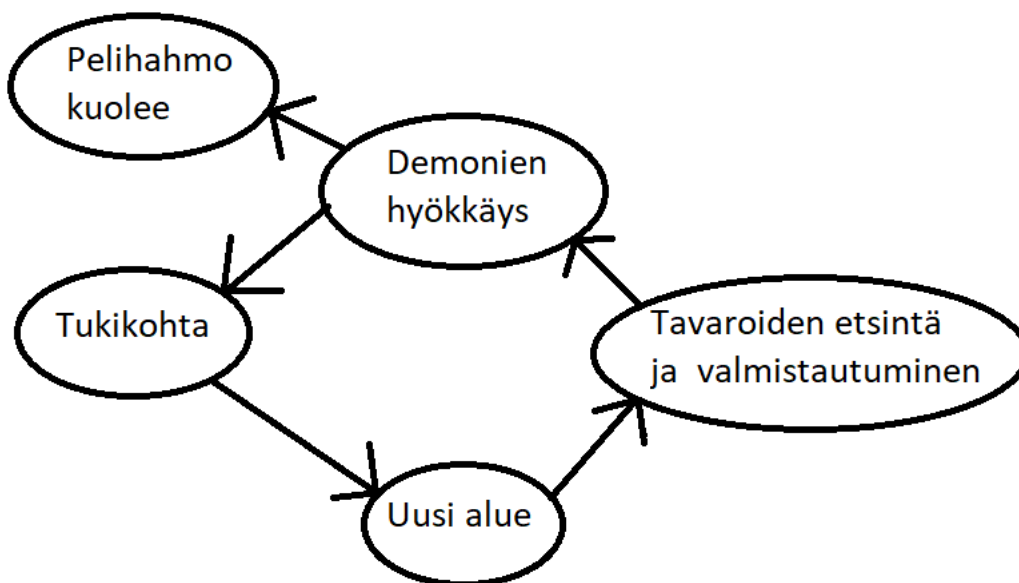 Pelihahmo
kuolee
Demonien
hyökkäys
Tukikohta
Tavaroiden etsintä
ja valmistautuminen
Uusi alue